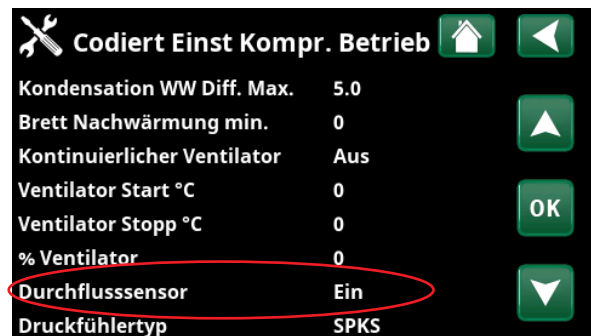 Codiert Einst Kompr. Betrieb
Kondensation WW Diff. Max. 5.0
Brett Nachwärmung min. 0
Kontinuierlicher Ventilator Aus
Ventilator Start °C 0
Ventilator Stopp °C 0
OK
% Ventilator 0
Durchflusssensor Ein
Druckfühlertyp SPKS